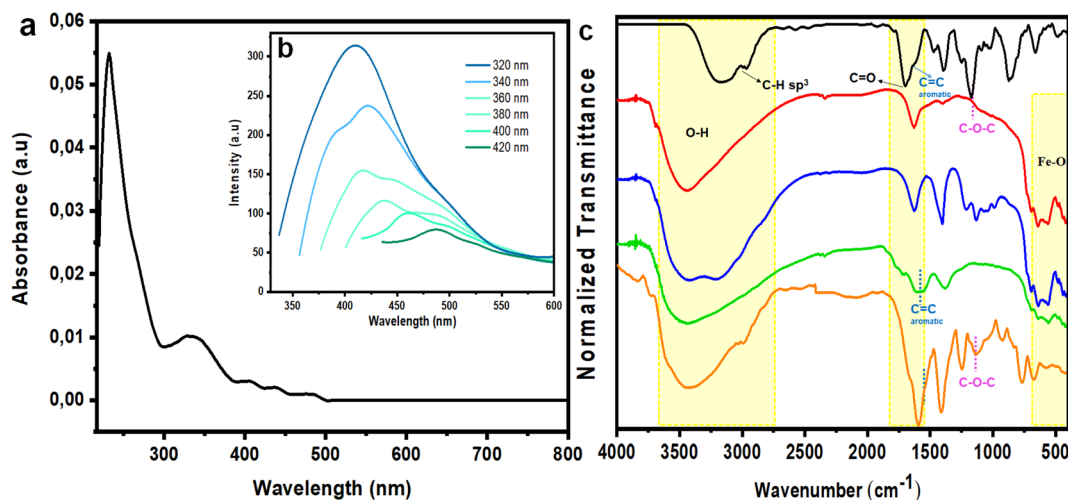 a
0,06
0,05
0,04
0,03
0,02
0,01
0,00
Absorbance (a.u)
300
400
500
600
700
800
Wavelength (nm)
b
300
250
200
150
100
50
0
Intensity (a.u)
320 nm
340 nm
360 nm
380 nm
400 nm
420 nm
350
400
450
500
550
600
Wavelength (nm)
c
Normalized Transmittance
C-H sp³
C=O
C=C
aromatic
O-H
C-O-C
Fe-O
C=C
aromatic
C-O-C
4000
3500
3000
2500
2000
1500
1000
500
Wavenumber (cm⁻¹)